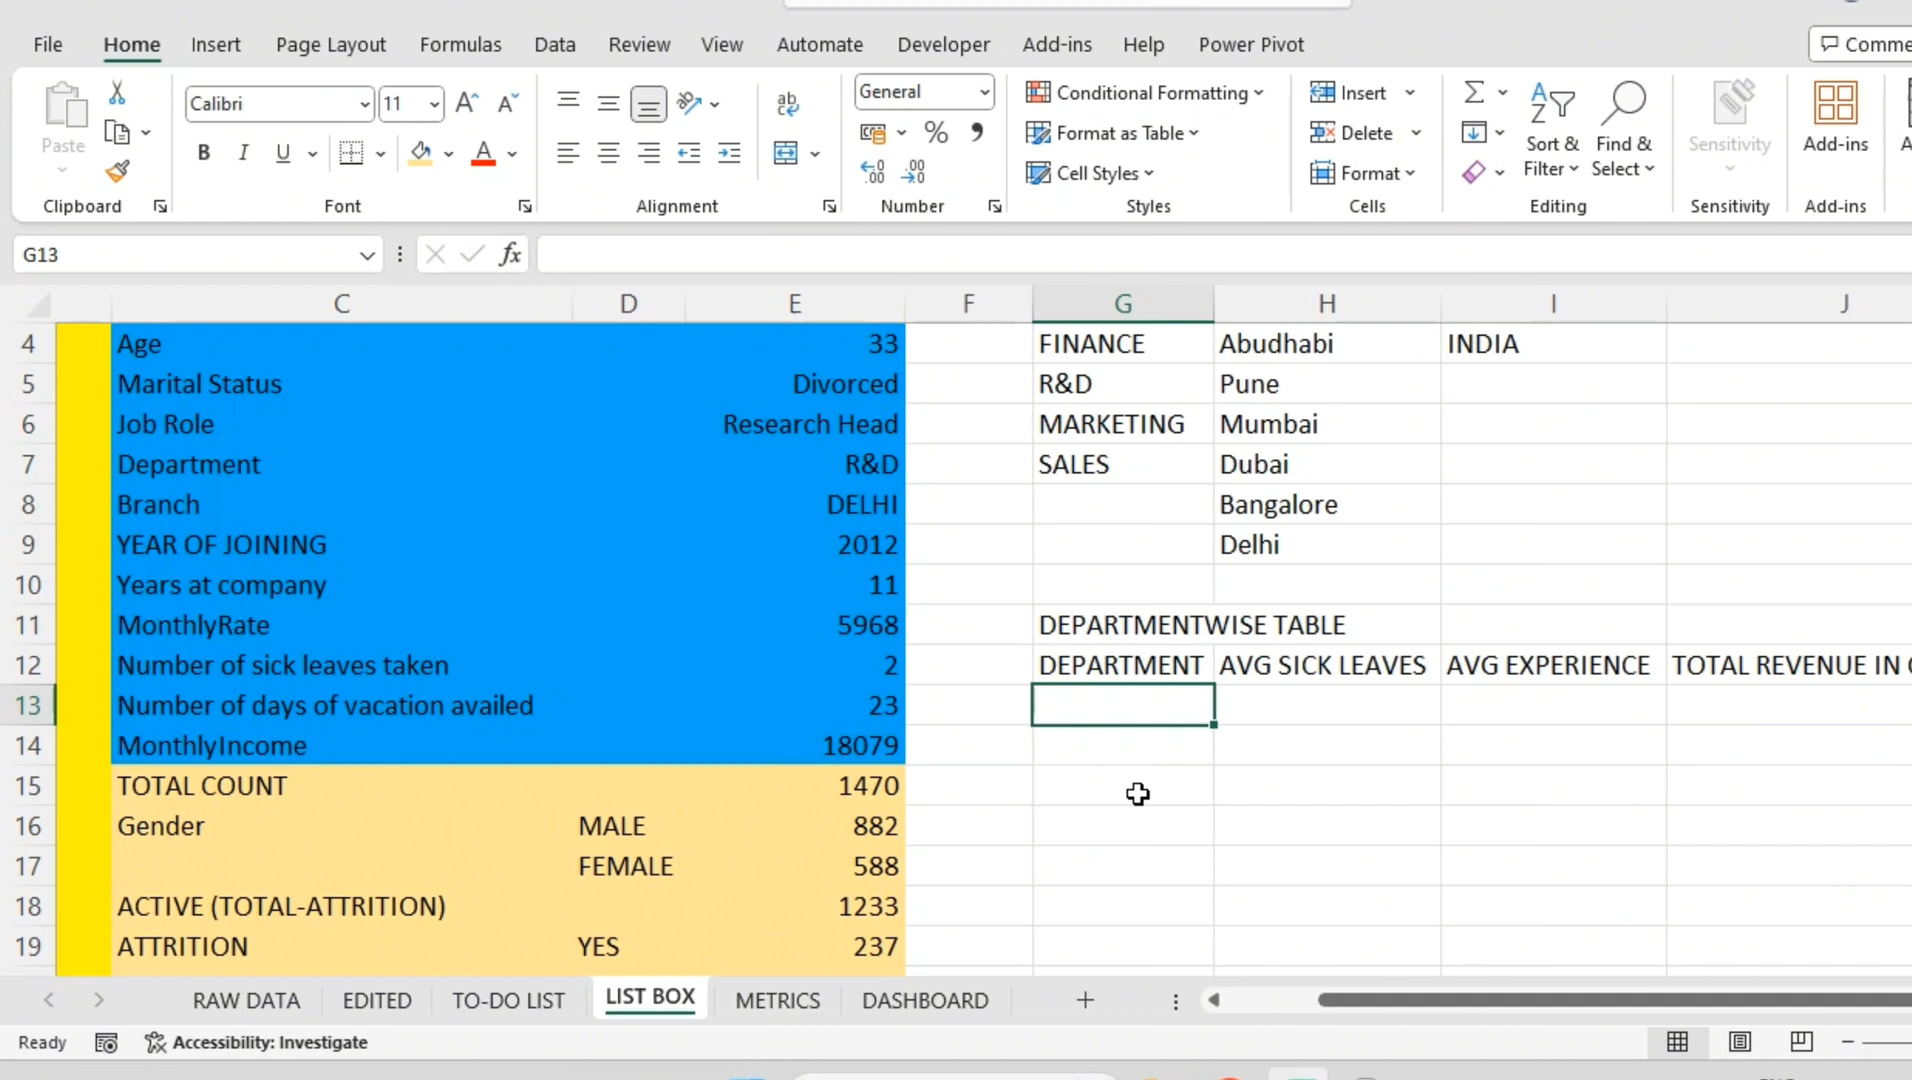 File Home Insert Page Layout Formulas Data Review View Automate Developer Add-ins Help Power Pivot
Calibri 11 General Conditional Formatting Insert
Format as Table Delete
Paste Sort & Find & Sensitivity Add-ins
B I U A Cell Styles Format Filter Select
Clipboard Font Alignment Number Styles Cells Editing Sensitivity Add-ins
G13 fx
C D E F G H I J
4 Age 33 FINANCE Abudhabi INDIA
5 Marital Status Divorced R&D Pune
6 Job Role Research Head MARKETING Mumbai
7 Department R&D SALES Dubai
8 Branch DELHI Bangalore
9 YEAR OF JOINING 2012 Delhi
10 Years at company 11
11 MonthlyRate 5968 DEPARTMENTWISE TABLE
12 Number of sick leaves taken 2 DEPARTMENT AVG SICK LEAVES AVG EXPERIENCE TOTAL REVENUE IN
13 Number of days of vacation availed 23
14 MonthlyIncome 18079
15 TOTAL COUNT 1470
16 Gender MALE 882
17 FEMALE 588
18 ACTIVE (TOTAL-ATTRITION) 1233
19 ATTRITION YES 237
RAW DATA EDITED TO-DO LIST LIST BOX METRICS DASHBOARD
Ready Accessibility: Investigate